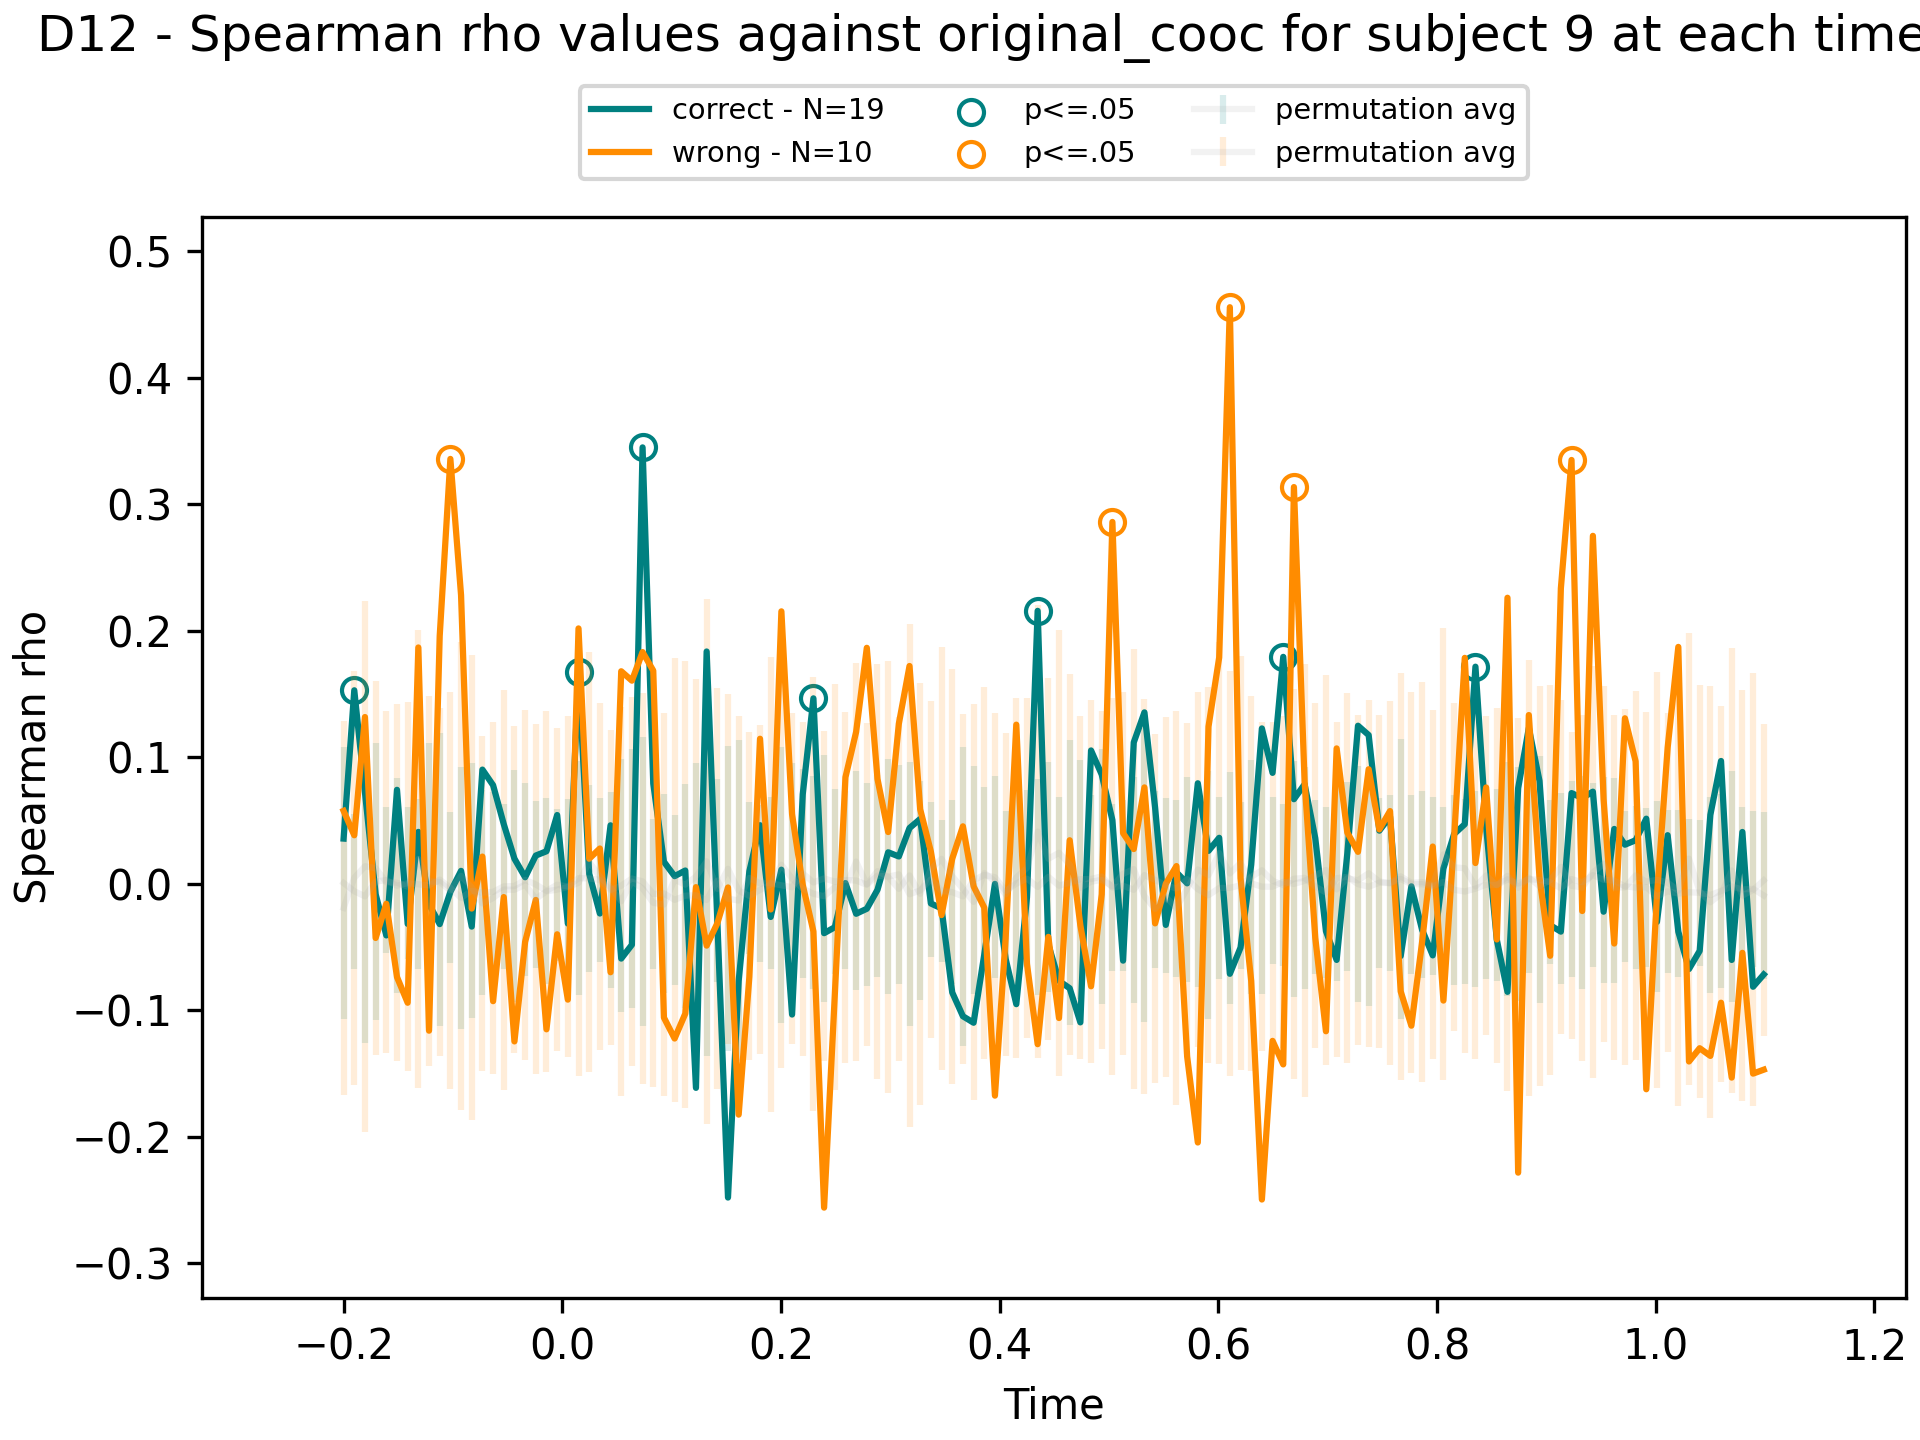 D12 - Spearman rho values against original_cooc for subject 9 at each time
correct - N=19
wrong - N=10
p<=.05
p<=.05
permutation avg
permutation avg
0.5
0.4
0.3
0.2
0.1
0.0
−0.1
−0.2
−0.3
Spearman rho
−0.2
0.0
0.2
0.4
0.6
0.8
1.0
1.2
Time